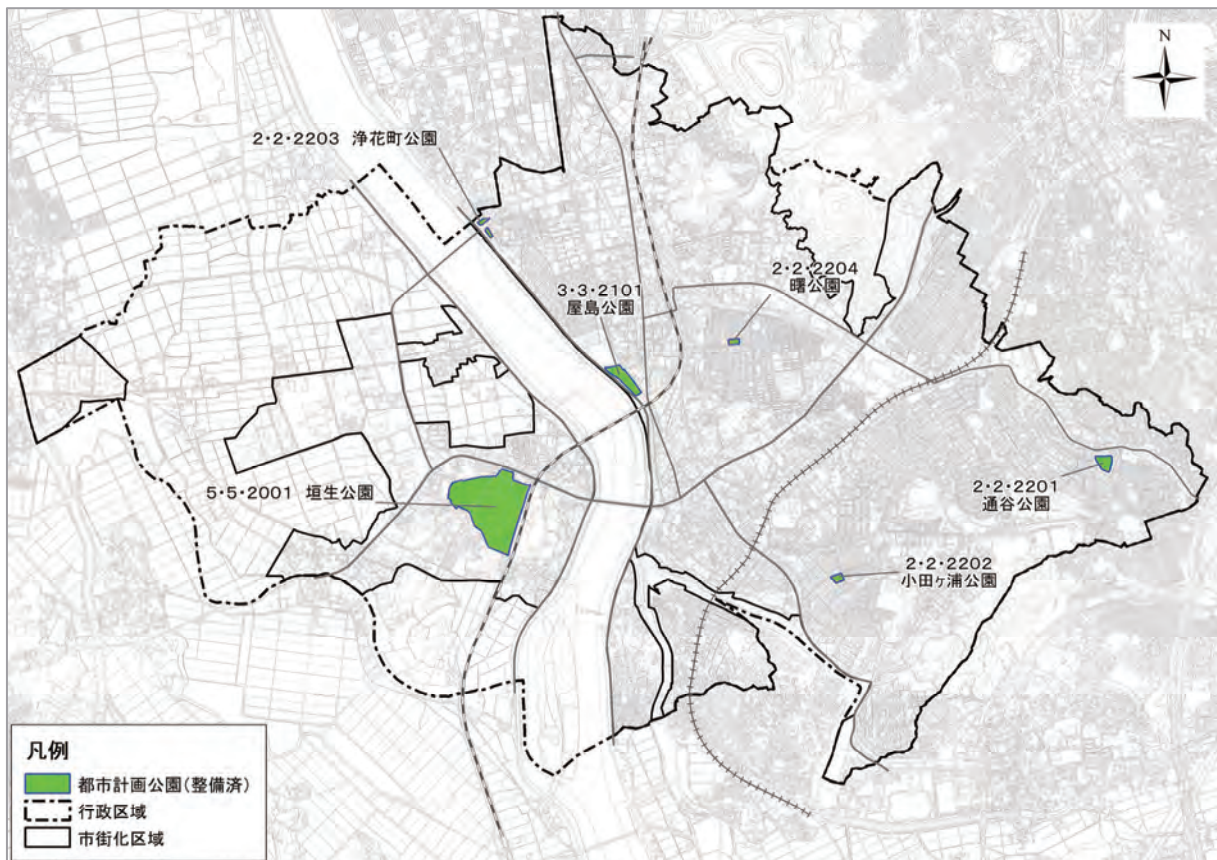 N
2・2・2203 浄花町公園
2・2・2204
曙公園
3・3・2101
屋島公園
5・5・2001 垣生公園
2・2・2201
通谷公園
2・2・2202
小田ヶ浦公園
凡例
都市計画公園(整備済)
行政区域
市街化区域